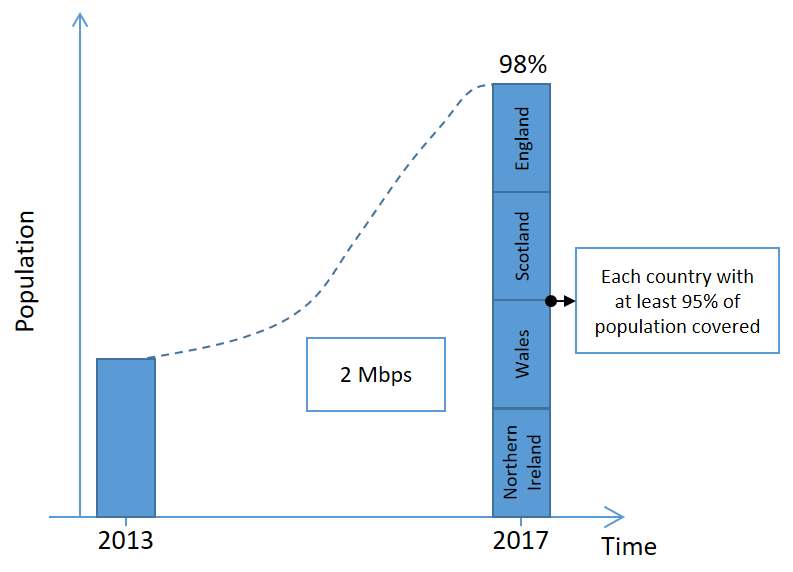 98%
England
Scotland
Wales
Northern
Ireland
Each country with
at least 95% of
population covered
2 Mbps
Population
2013
2017
Time